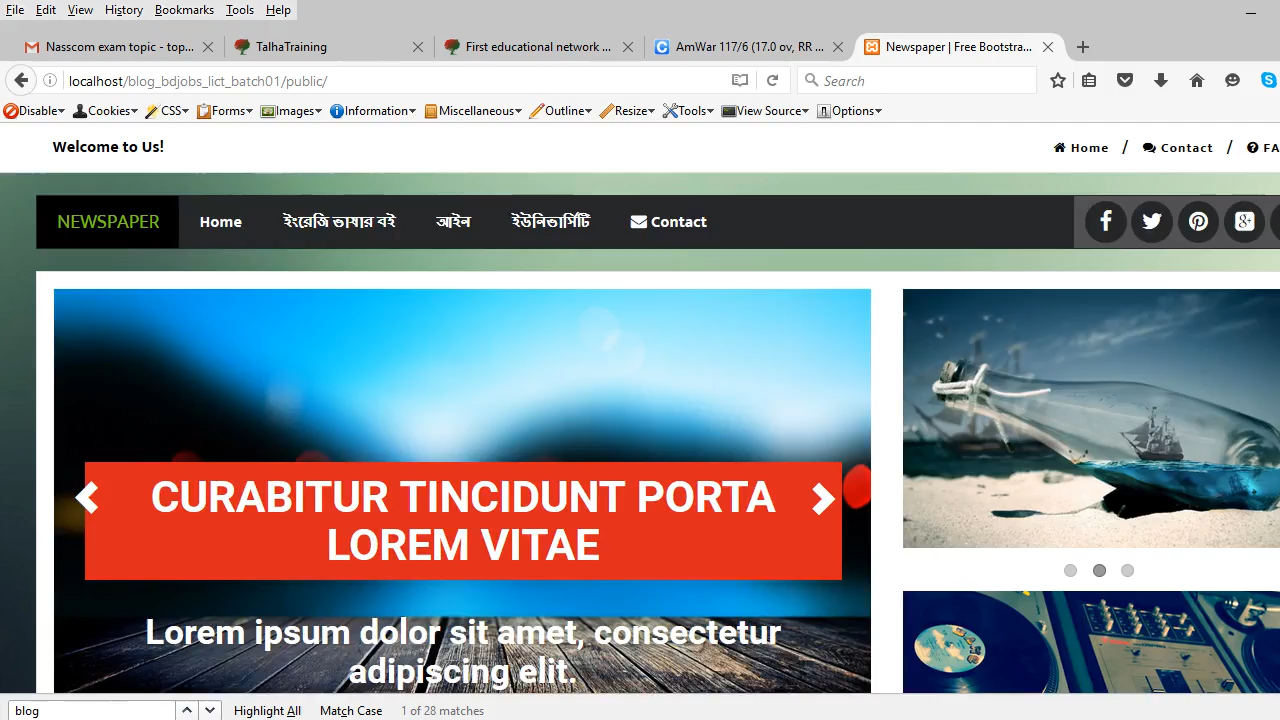 File Edit View History Bookmarks Tools Help
Nasscom exam topic - টপ... TalhaTraining First educational network ... AmWar 117/6 (17.0 ov, RR ... Newspaper | Free Bootstra...
localhost/blog_bdjobs_lict_batch01/public/ Search
Disable Cookies CSS Forms Images Information Miscellaneous Outline Resize Tools View Source Options
Welcome to Us! Home / Contact / FA
NEWSPAPER Home ইংরেজি ভাষার বই আইন ইউনিভার্সিটি Contact
CURABITUR TINCIDUNT PORTA
LOREM VITAE
Lorem ipsum dolor sit amet, consectetur
adipiscing elit.
blog Highlight All Match Case 1 of 28 matches